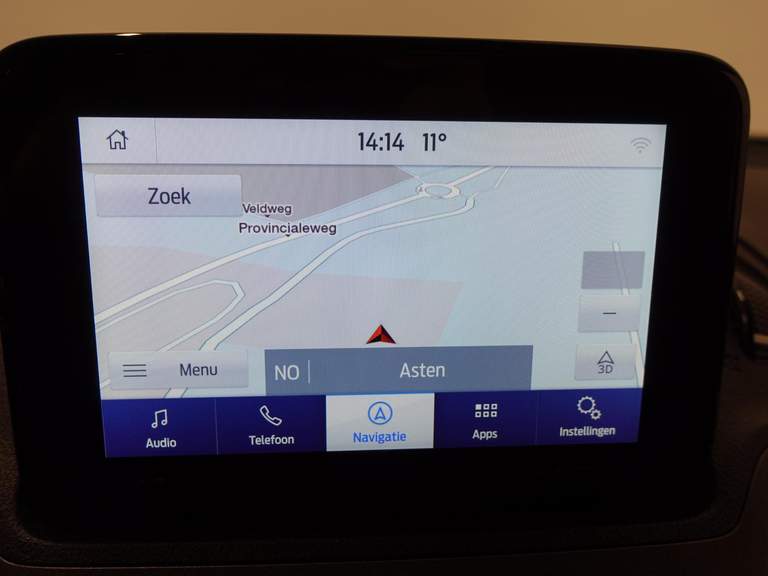 14:14 11°
Zoek
Veldweg
Provincialeweg
3D
Menu
NO
Asten
Audio
Telefoon
Navigatie
Apps
Instellingen